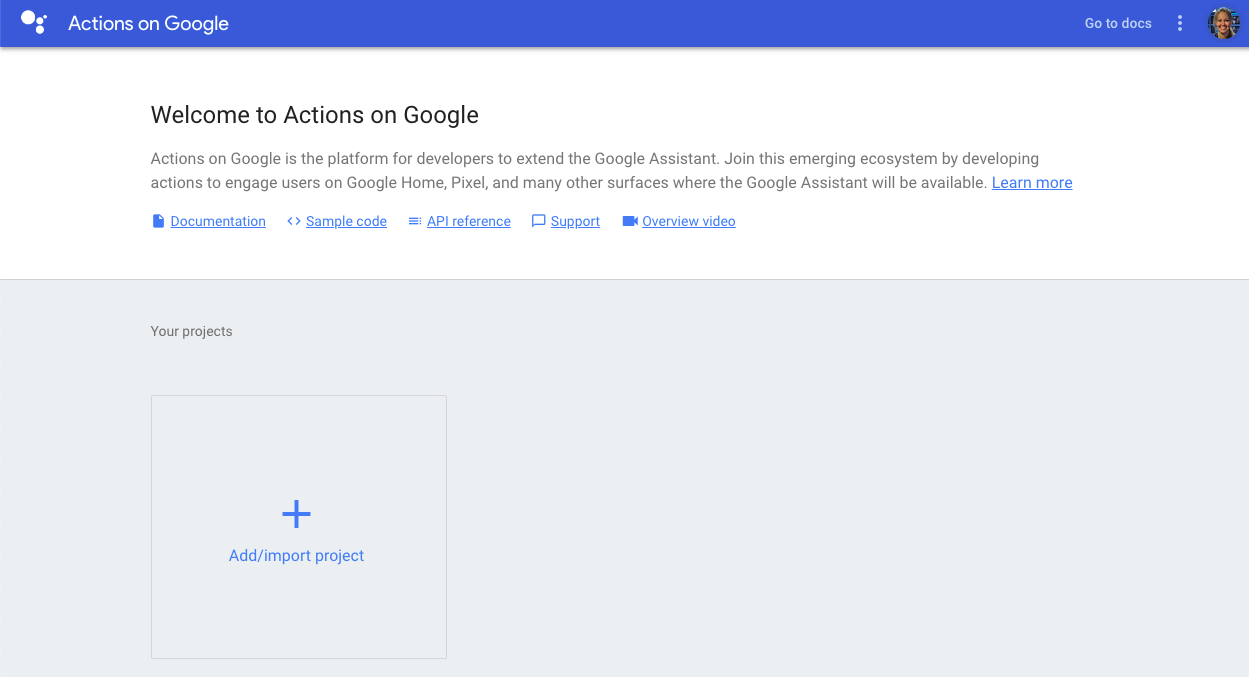 Actions on Google
Go to docs
Welcome to Actions on Google
Actions on Google is the platform for developers to extend the Google Assistant. Join this emerging ecosystem by developing
actions to engage users on Google Home, Pixel, and many other surfaces where the Google Assistant will be available. Learn more
Documentation
Sample code
API reference
Support
Overview video
Your projects
Add/import project